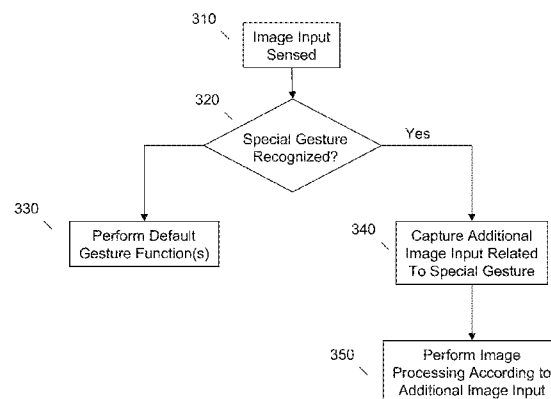 310
Image Input
Sensed
320
Special Gesture
Recognized?
Yes
330
Perform Default
Gesture Function(s)
340
Capture Additional
Image Input Related
To Special Gesture
350
Perform Image
Processing According to
Additional Image Input